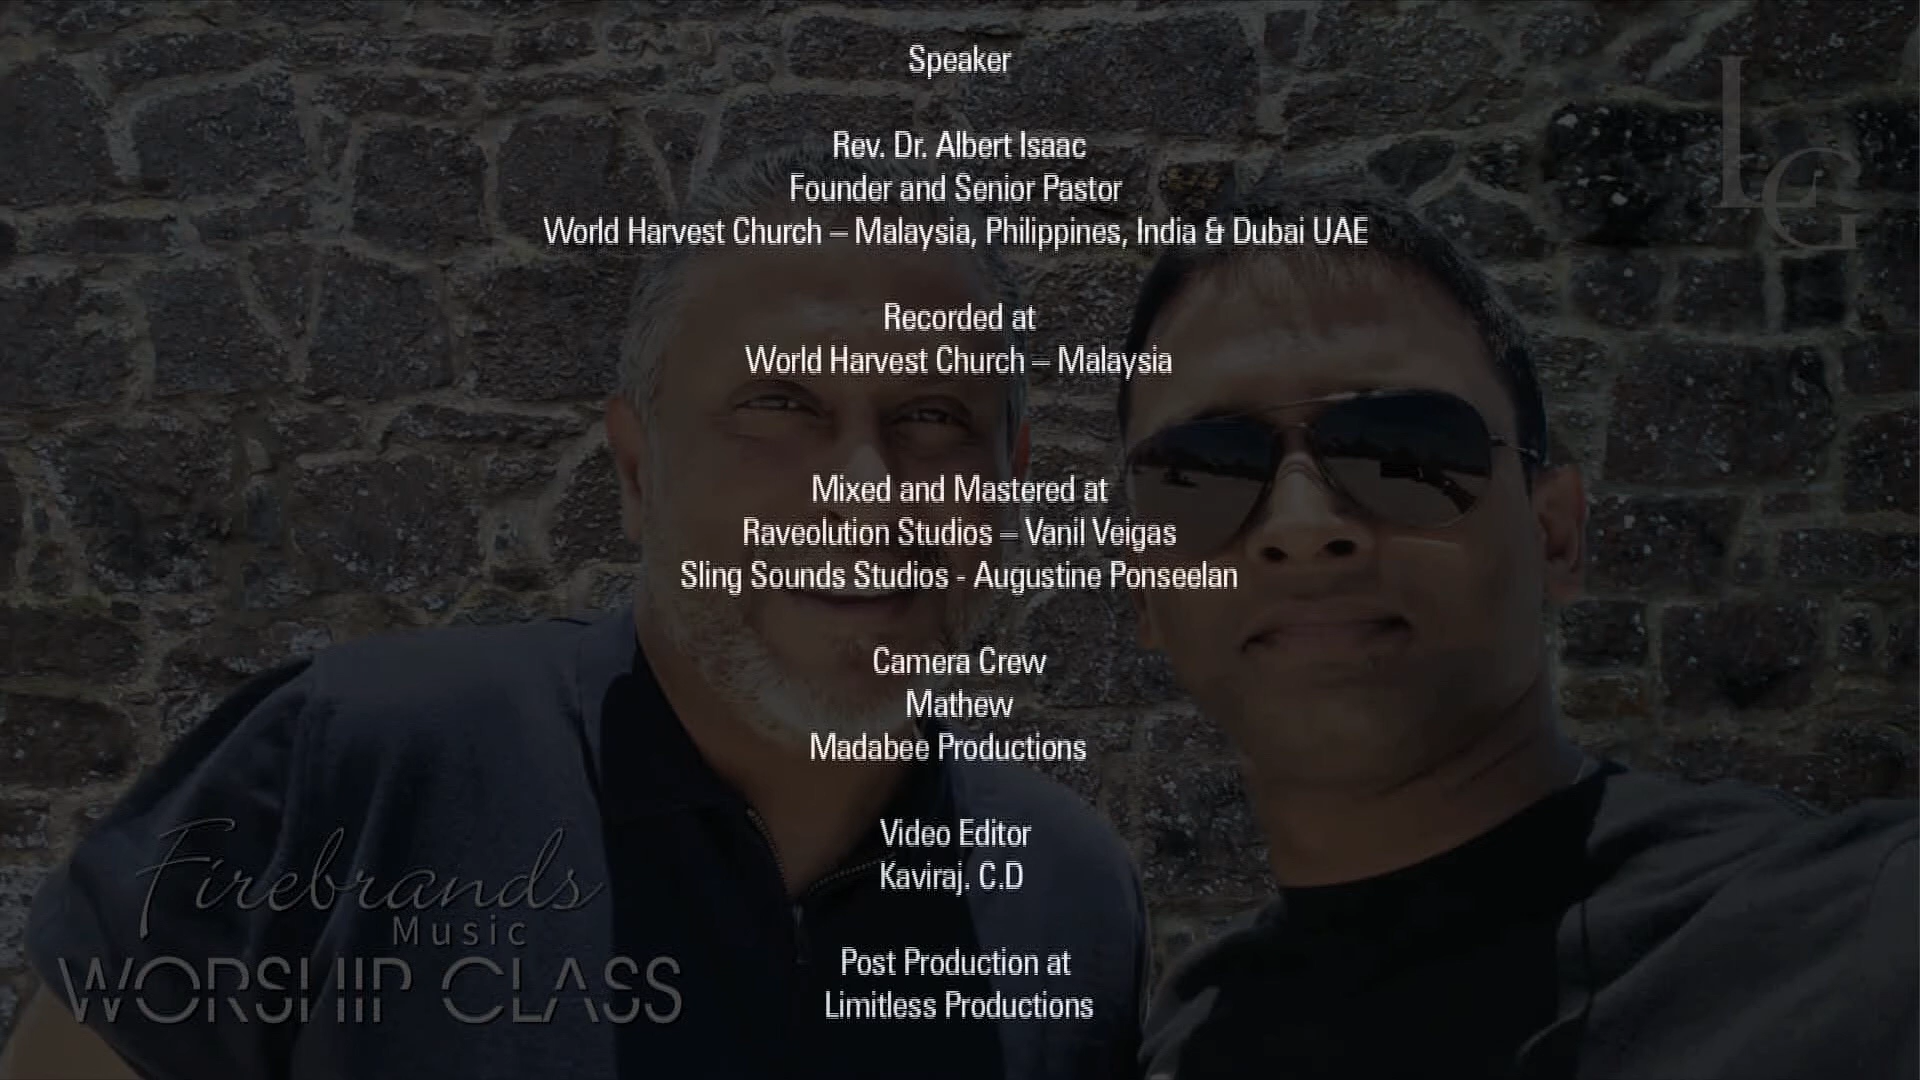 Speaker
Rev. Dr. Albert Isaac
Founder and Senior Pastor
World Harvest Church – Malaysia, Philippines, India & Dubai UAE
Recorded at
World Harvest Church – Malaysia
Mixed and Mastered at
Raveolution Studios – Vanil Veigas
Sling Sounds Studios - Augustine Ponseelan
Camera Crew
Mathew
Madabee Productions
Video Editor
Kaviraj. C.D
Post Production at
Limitless Productions
LG
Firebrands
Music
WORSHIP CLASS